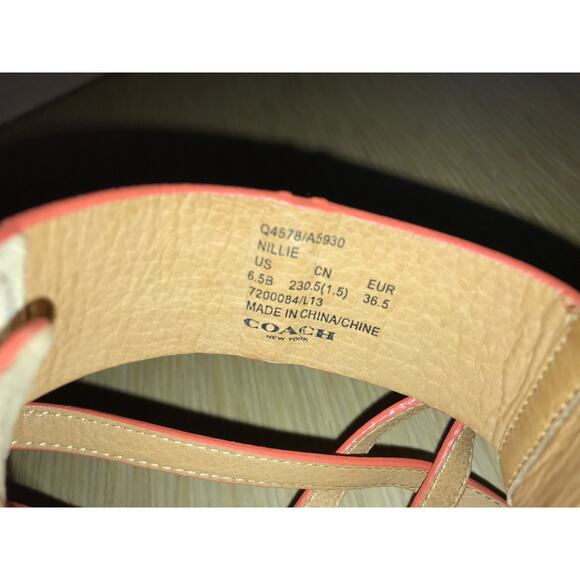 Q4578/A5930
NILLIE
US CN EUR
6.5B 230.5(1.5) 36.5
7200084/L13
MADE IN CHINA/CHINE
COACH
NEW YORK